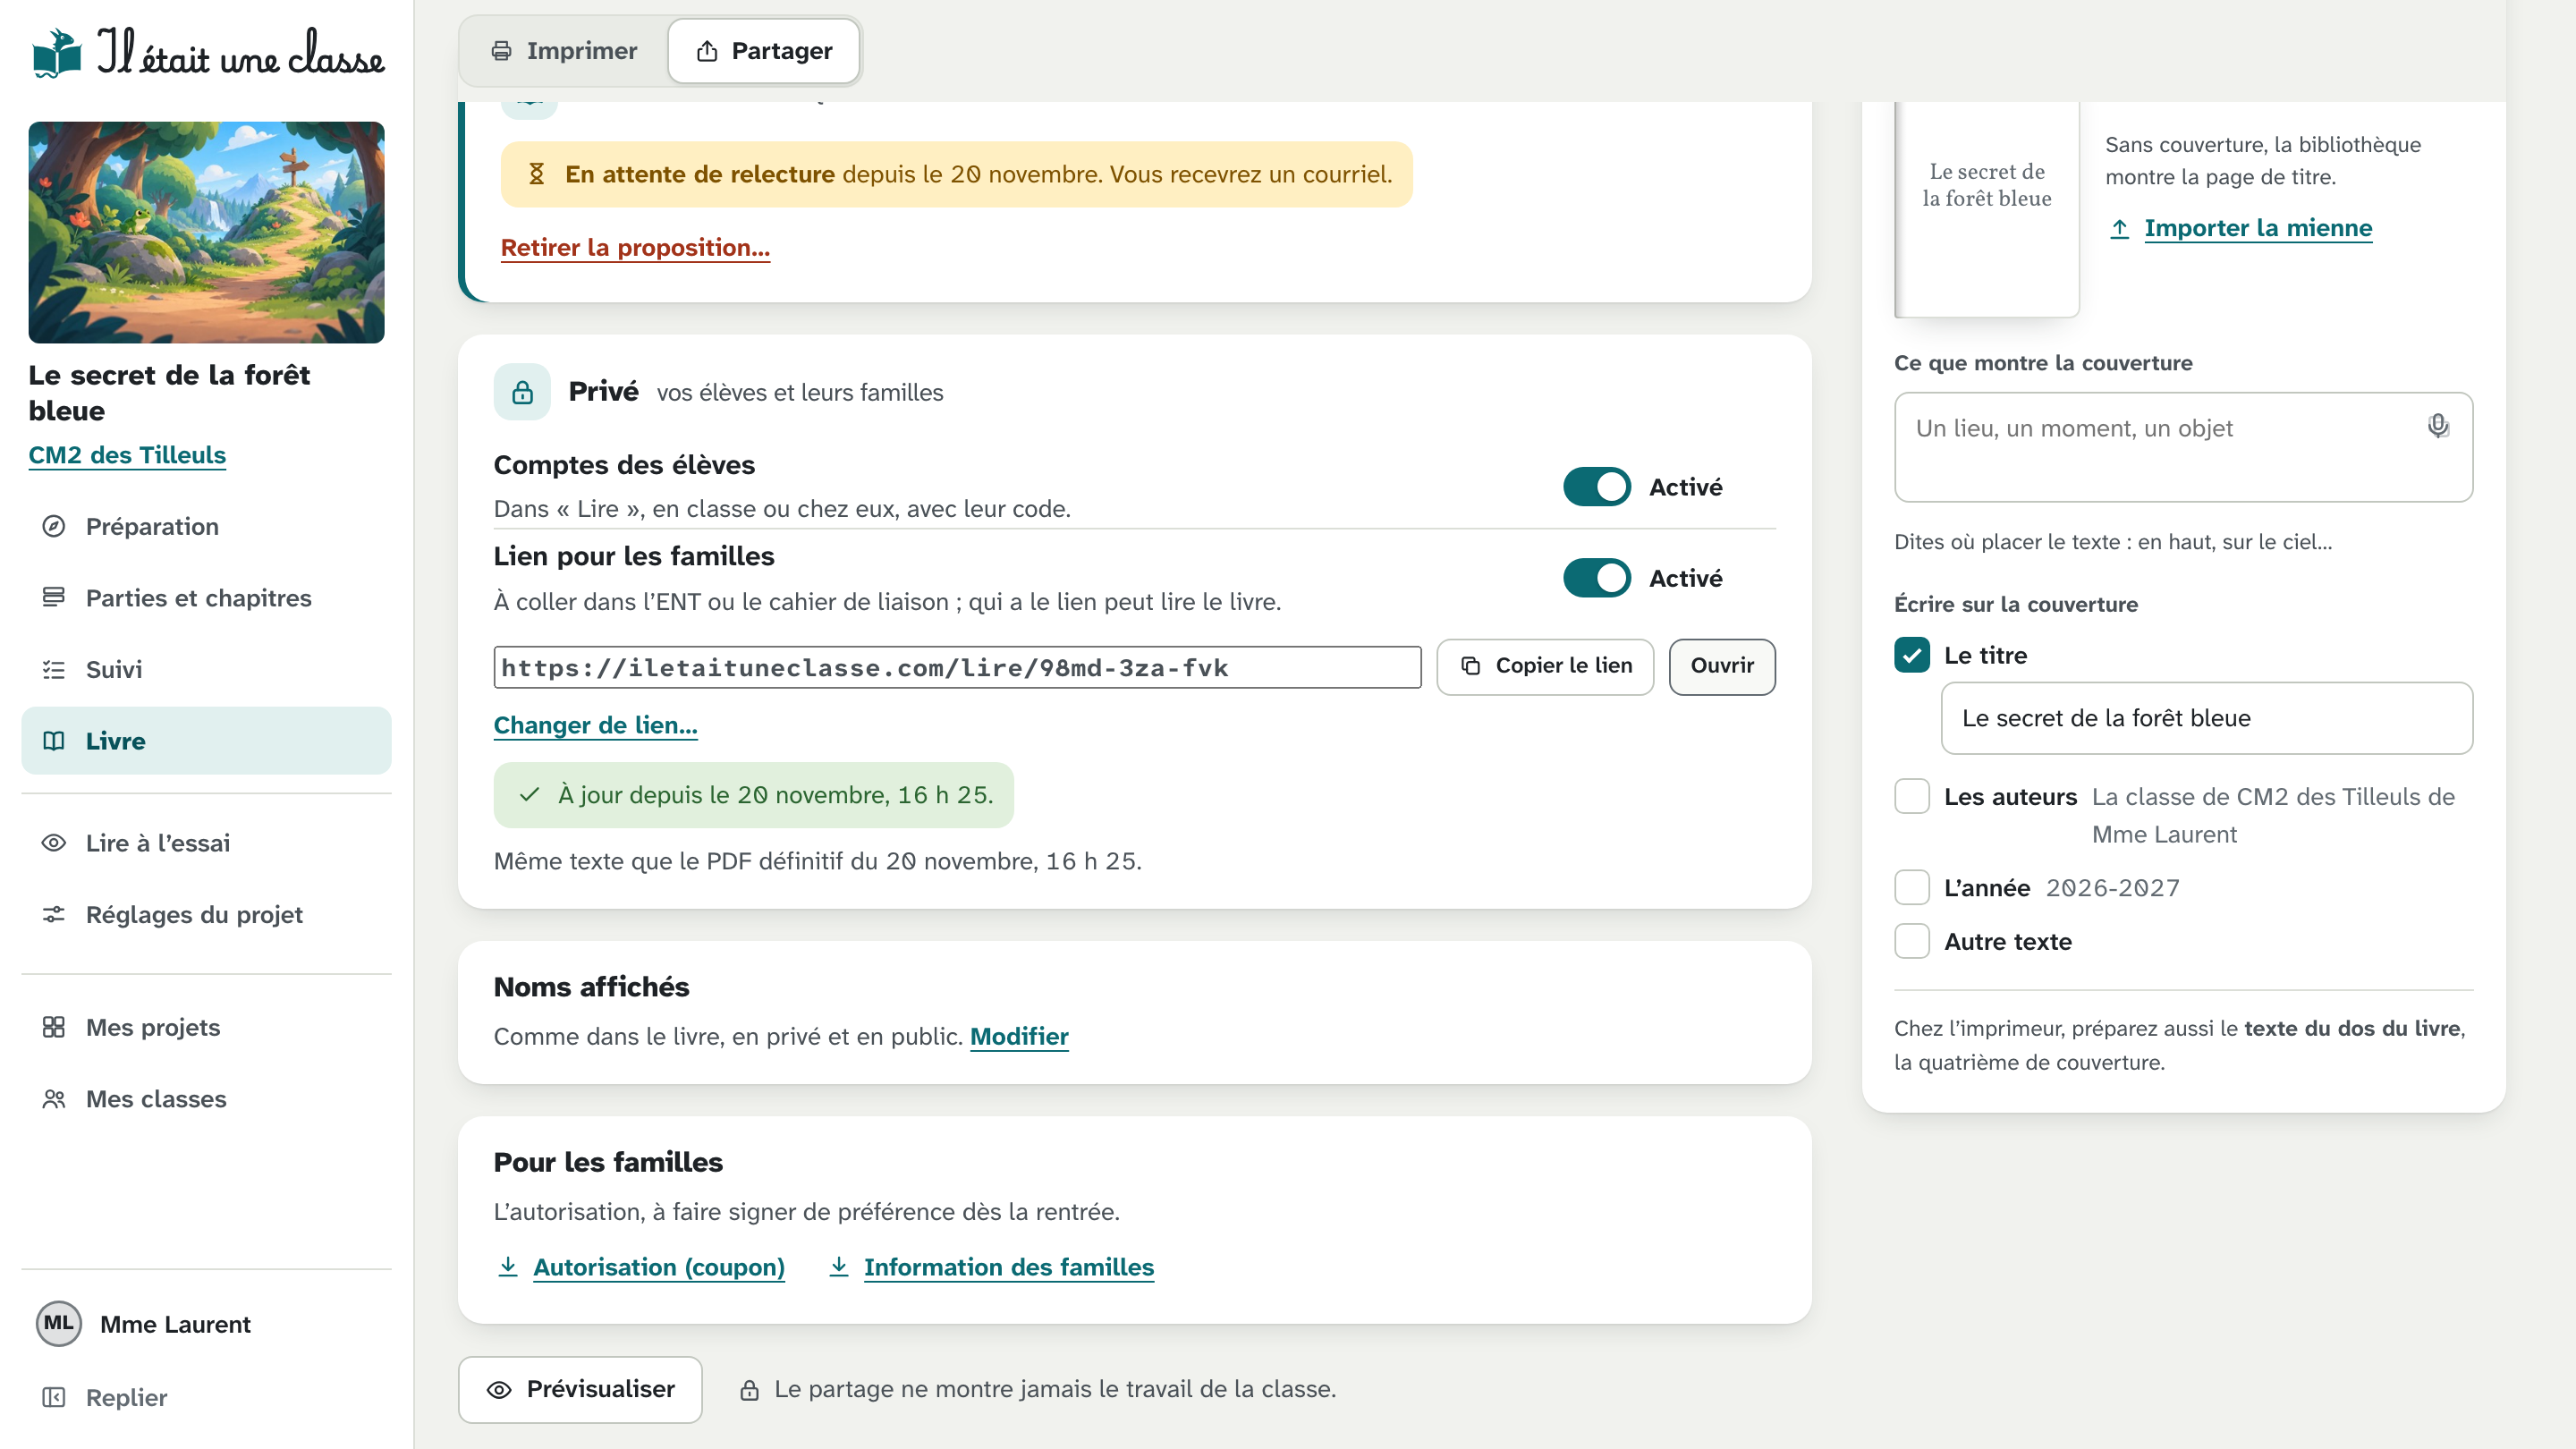 Il était une classe
Le secret de la forêt
bleue
CM2 des Tilleuls
Préparation
Parties et chapitres
Suivi
Livre
Lire à l’essai
Réglages du projet
Mes projets
Mes classes
ML Mme Laurent
Replier
Imprimer
Partager
En attente de relecture depuis le 20 novembre. Vous recevrez un courriel.
Retirer la proposition…
Privé vos élèves et leurs familles
Comptes des élèves
Dans « Lire », en classe ou chez eux, avec leur code.
Activé
Lien pour les familles
À coller dans l’ENT ou le cahier de liaison ; qui a le lien peut lire le livre.
Activé
https://iletaituneclasse.com/lire/98md-3za-fvk
Copier le lien
Ouvrir
Changer de lien…
À jour depuis le 20 novembre, 16 h 25.
Même texte que le PDF définitif du 20 novembre, 16 h 25.
Noms affichés
Comme dans le livre, en privé et en public. Modifier
Pour les familles
L’autorisation, à faire signer de préférence dès la rentrée.
Autorisation (coupon)
Information des familles
Prévisualiser
Le partage ne montre jamais le travail de la classe.
Le secret de
la forêt bleue
Sans couverture, la bibliothèque
montre la page de titre.
Importer la mienne
Ce que montre la couverture
Un lieu, un moment, un objet
Dites où placer le texte : en haut, sur le ciel…
Écrire sur la couverture
Le titre
Le secret de la forêt bleue
Les auteurs La classe de CM2 des Tilleuls de
Mme Laurent
L’année 2026-2027
Autre texte
Chez l’imprimeur, préparez aussi le texte du dos du livre,
la quatrième de couverture.